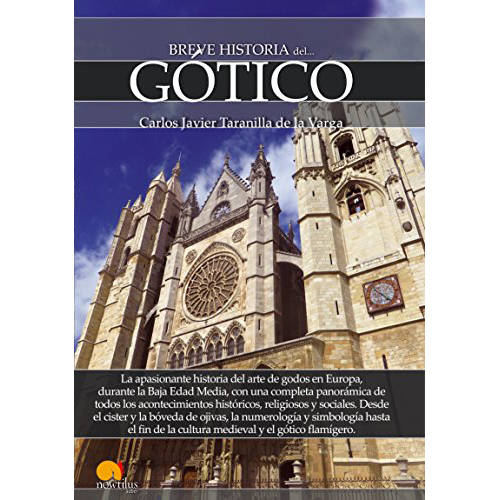 BREVE HISTORIA del...
GÓTICO
Carlos Javier Taranilla de la Varga
La apasionante historia del arte de godos en Europa,
durante la Baja Edad Media, con una completa panorámica de
todos los acontecimientos históricos, religiosos y sociales. Desde
el cister y la bóveda de ojivas, la numerología y simbología hasta
el fin de la cultura medieval y el gótico flamígero.
nowtilus
saber